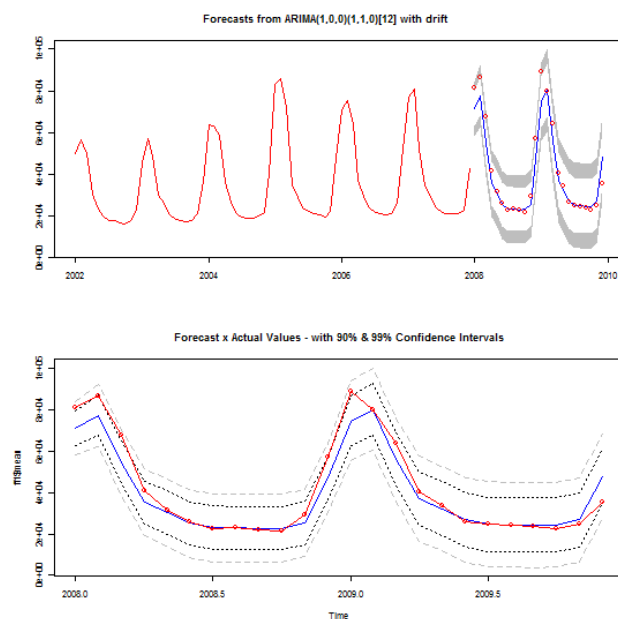 Forecasts from ARIMA(1,0,0)(1,1,0)[12] with drift
1e+05
8e+04
6e+04
4e+04
2e+04
0e+00
2002 2004 2006 2008 2010
Forecast x Actual Values - with 90% & 99% Confidence Intervals
fit$mean
1e+05
8e+04
6e+04
4e+04
2e+04
0e+00
2008.0 2008.5 2009.0 2009.5
Time